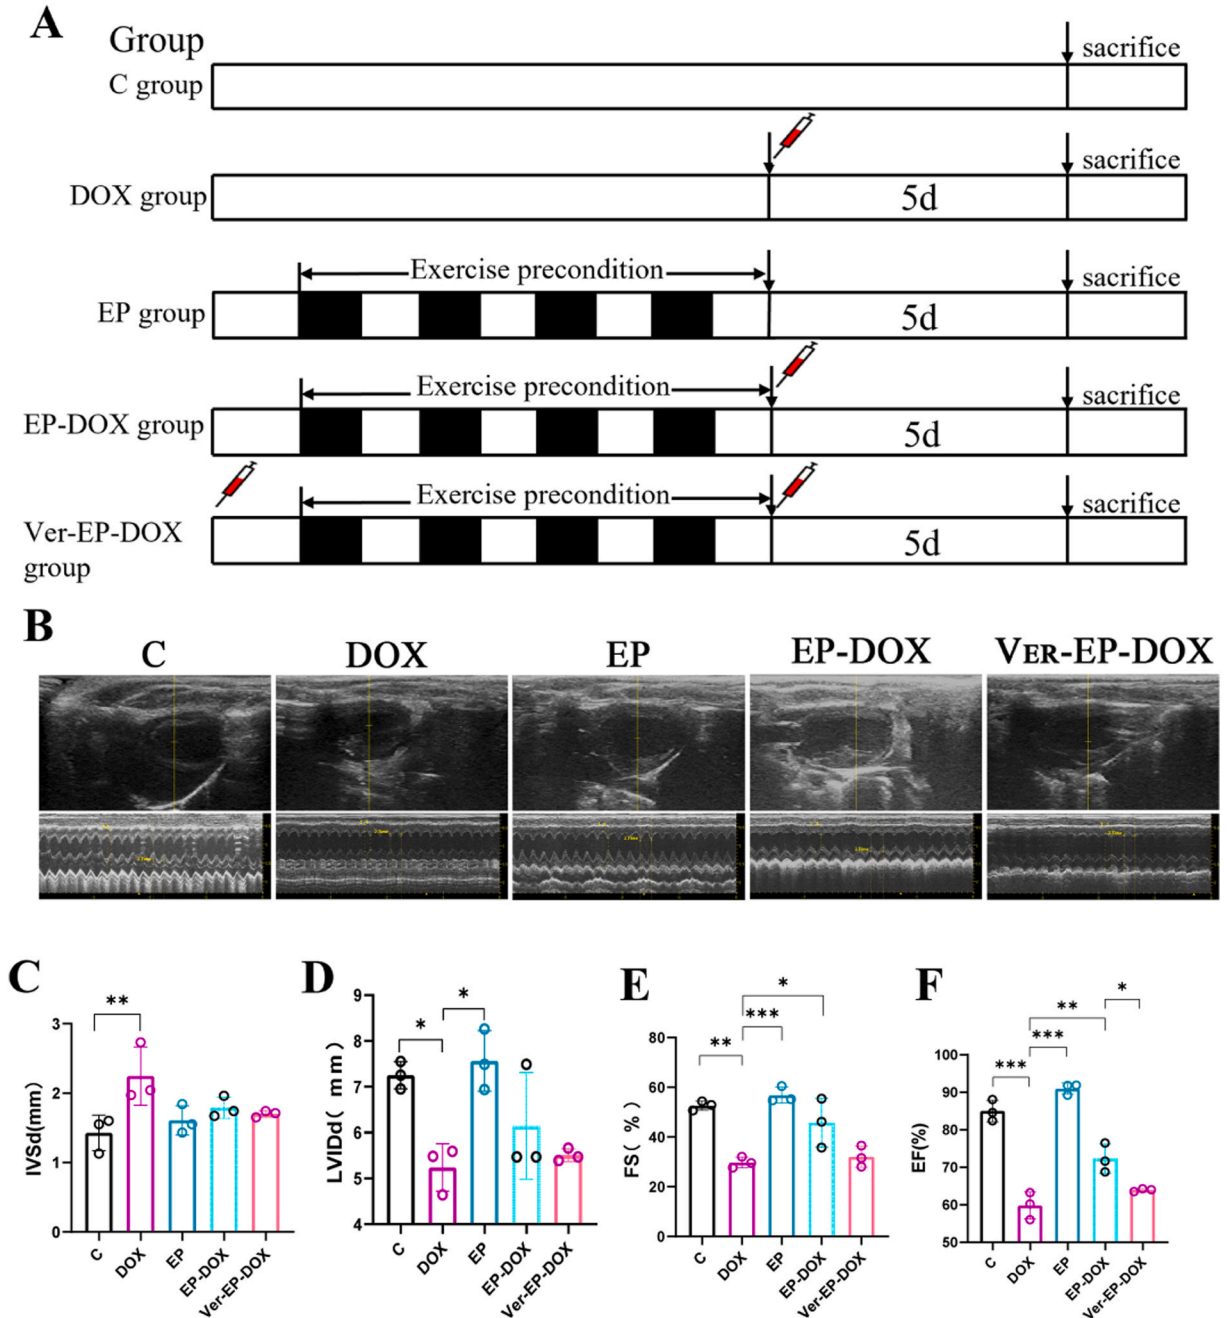 A
Group
sacrifice
C group
sacrifice
DOX group
5d
Exercise precondition
sacrifice
EP group
5d
Exercise precondition
sacrifice
EP-DOX group
5d
Exercise precondition
sacrifice
Ver-EP-DOX
group
5d
B
C
DOX
EP
EP-DOX
VER-EP-DOX
C
**
IVSd(mm)
3
2
1
0
C
DOX
EP
EP-DOX
Ver-EP-DOX
D
*
*
LVIDd( mm)
9
8
7
6
5
4
C
DOX
EP
EP-DOX
Ver-EP-DOX
E
*
***
**
FS( %)
80
60
40
20
0
C
DOX
EP
EP-DOX
Ver-EP-DOX
F
*
**
***
***
EF(%)
100
90
80
70
60
50
C
DOX
EP
EP-DOX
Ver-EP-DOX